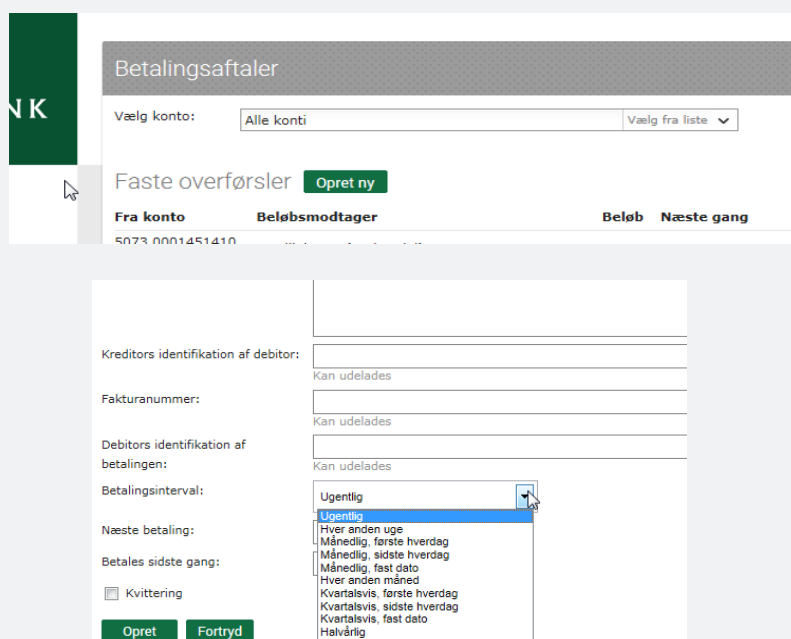 NK
Betalingsaftaler
Vælg konto: Alle konti Vælg fra liste
Faste overførsler Opret ny
Fra konto Beløbsmodtager Beløb Næste gang
5073 0001451410
Kreditors identifikation af debitor:
Kan udelades
Fakturanummer:
Kan udelades
Debitors identifikation af
betalingen:
Kan udelades
Betalingsinterval: Ugentlig
Ugentlig
Hver anden uge
Næste betaling:
Månedlig, første hverdag
Månedlig, sidste hverdag
Betales sidste gang:
Månedlig, fast dato
Hver anden måned
Kvittering
Kvartalsvis, første hverdag
Kvartalsvis, sidste hverdag
Kvartalsvis, fast dato
Opret Fortryd
Halvårlig